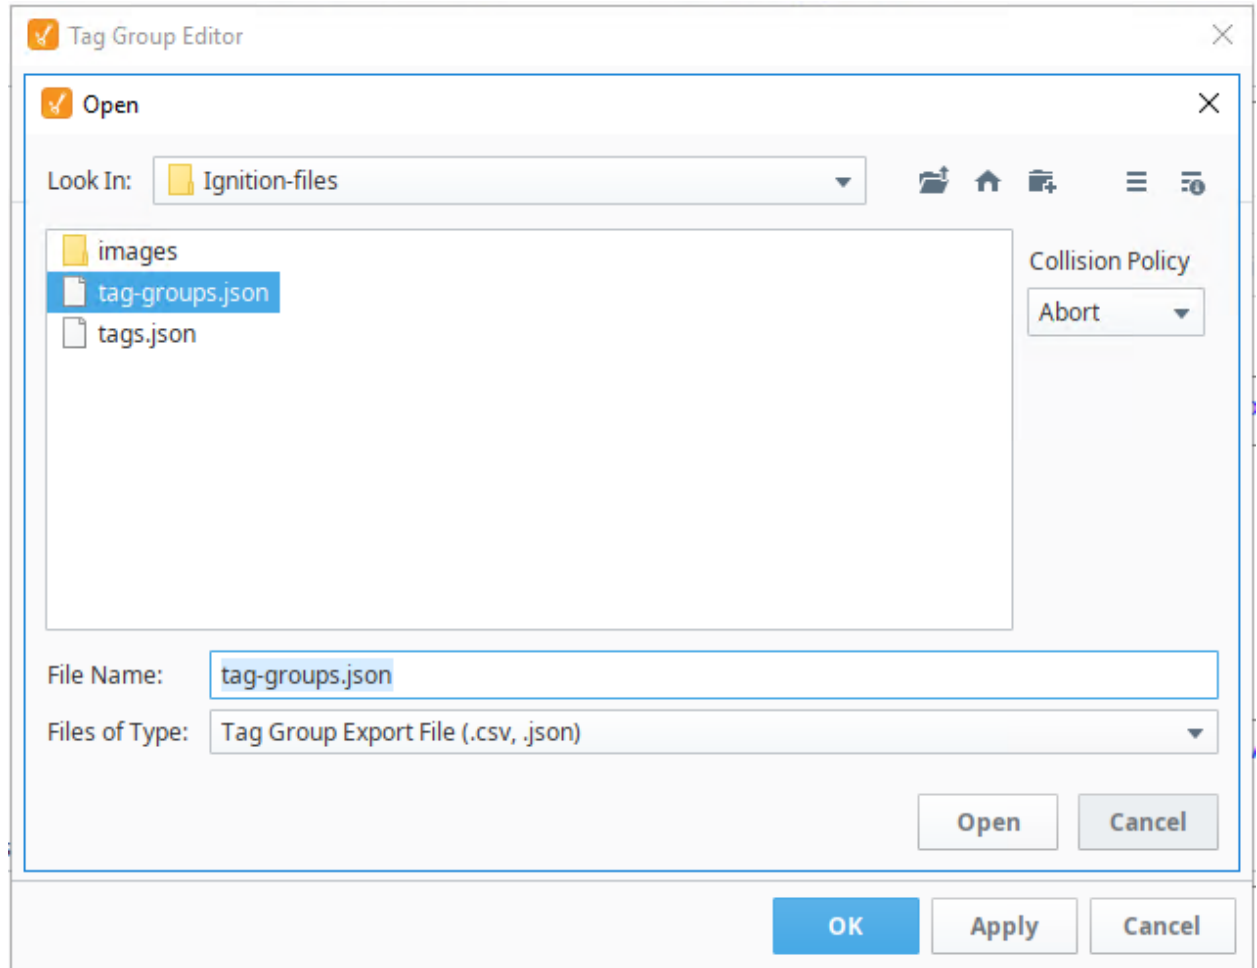 Tag Group Editor
Open
Look In: Ignition-files
images
tag-groups.json
tags.json
Collision Policy
Abort
File Name: tag-groups.json
Files of Type: Tag Group Export File (.csv, .json)
Open Cancel
OK Apply Cancel